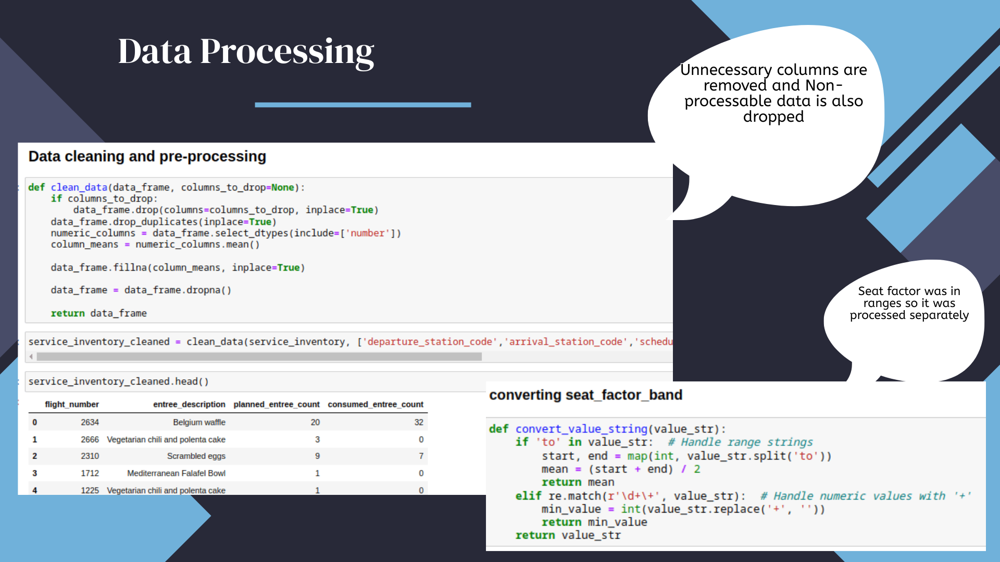 Data Processing
Unnecessary columns are
removed and Non-
processable data is also
dropped
Data cleaning and pre-processing
def clean_data(data_frame, columns_to_drop=None):
    if columns_to_drop:
        data_frame.drop(columns=columns_to_drop, inplace=True)
    data_frame.drop_duplicates(inplace=True)
    numeric_columns = data_frame.select_dtypes(include=['number'])
    column_means = numeric_columns.mean()
    data_frame.fillna(column_means, inplace=True)
    data_frame = data_frame.dropna()
    return data_frame
service_inventory_cleaned = clean_data(service_inventory, ['departure_station_code','arrival_station_code','schedu
service_inventory_cleaned.head()
flight_number entree_description planned_entree_count consumed_entree_count
0 2634 Belgium waffle 20 32
1 2666 Vegetarian chili and polenta cake 3 0
2 2310 Scrambled eggs 9 7
3 1712 Mediterranean Falafel Bowl 1 0
4 1225 Vegetarian chili and polenta cake 1 0
Seat factor was in
ranges so it was
processed separately
converting seat_factor_band
def convert_value_string(value_str):
    if 'to' in value_str:  # Handle range strings
        start, end = map(int, value_str.split('to'))
        mean = (start + end) / 2
        return mean
    elif re.match(r'\d+\+', value_str):  # Handle numeric values with '+'
        min_value = int(value_str.replace('+', ''))
        return min_value
    return value_str